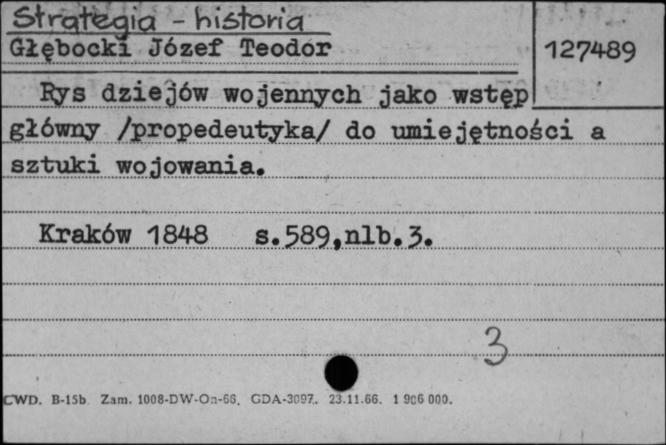 Strategia - historia
Głębocki Józef Teodor
127489
Rys dziejów wojennych jako wstęp
główny /propedeutyka/ do umiejętności a
sztuki wojowania.
Kraków 1848 s.589,nlb.3.
3
CWD. B-15b Zam. 1008-DW-On-66. GDA-3097. 23.11.66. 1 906 000.